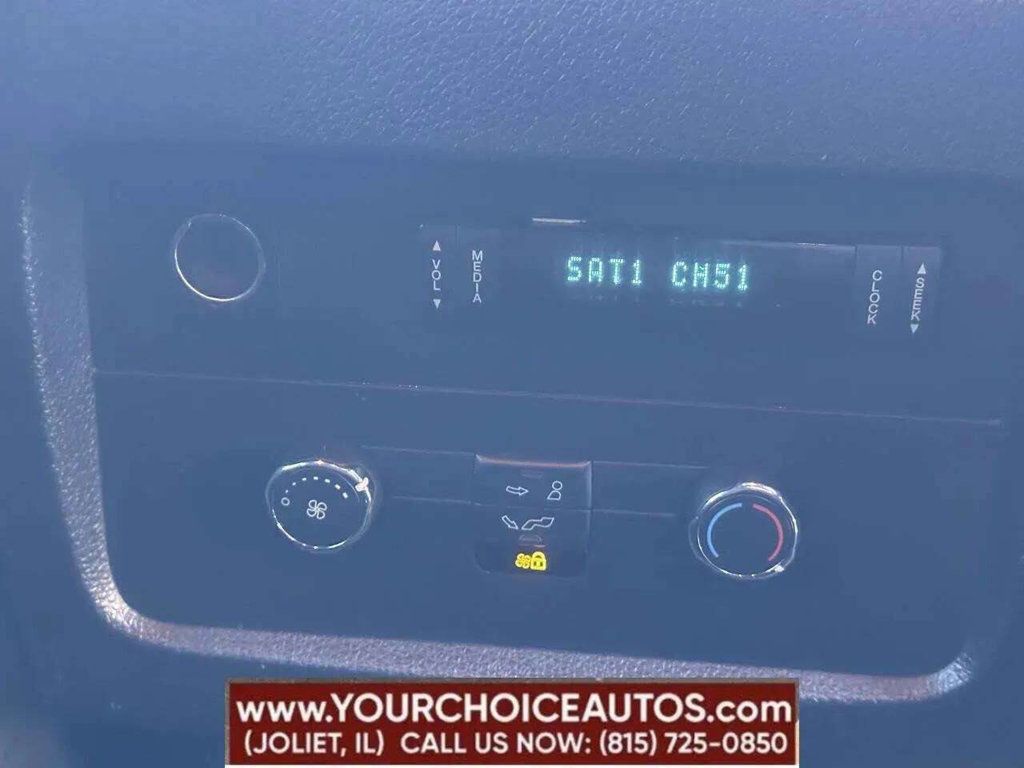 VOL
MEDIA
SAT1 CH51
CLOCK
SEEK
www.YOURCHOICEAUTOS.com
(JOLIET, IL) CALL US NOW: (815) 725-0850